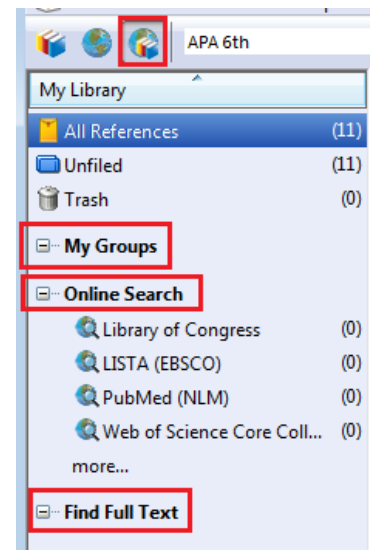 APA 6th
My Library
All References (11)
Unfiled (11)
Trash (0)
My Groups
Online Search
Library of Congress (0)
LISTA (EBSCO) (0)
PubMed (NLM) (0)
Web of Science Core Coll... (0)
more...
Find Full Text